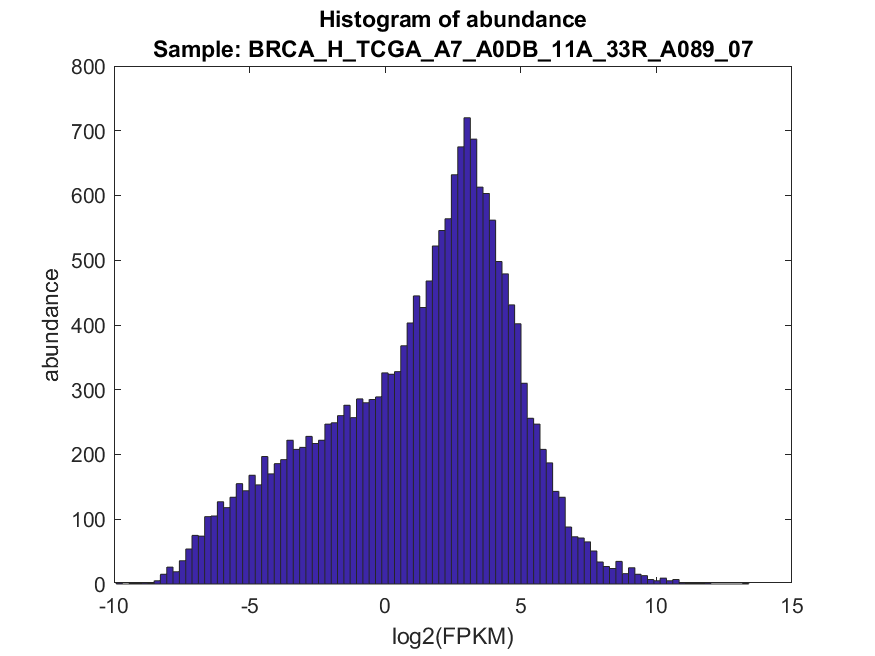 Histogram of abundance
Sample: BRCA_H_TCGA_A7_A0DB_11A_33R_A089_07
800
700
600
500
400
300
200
100
0
abundance
-10 -5 0 5 10 15
log2(FPKM)